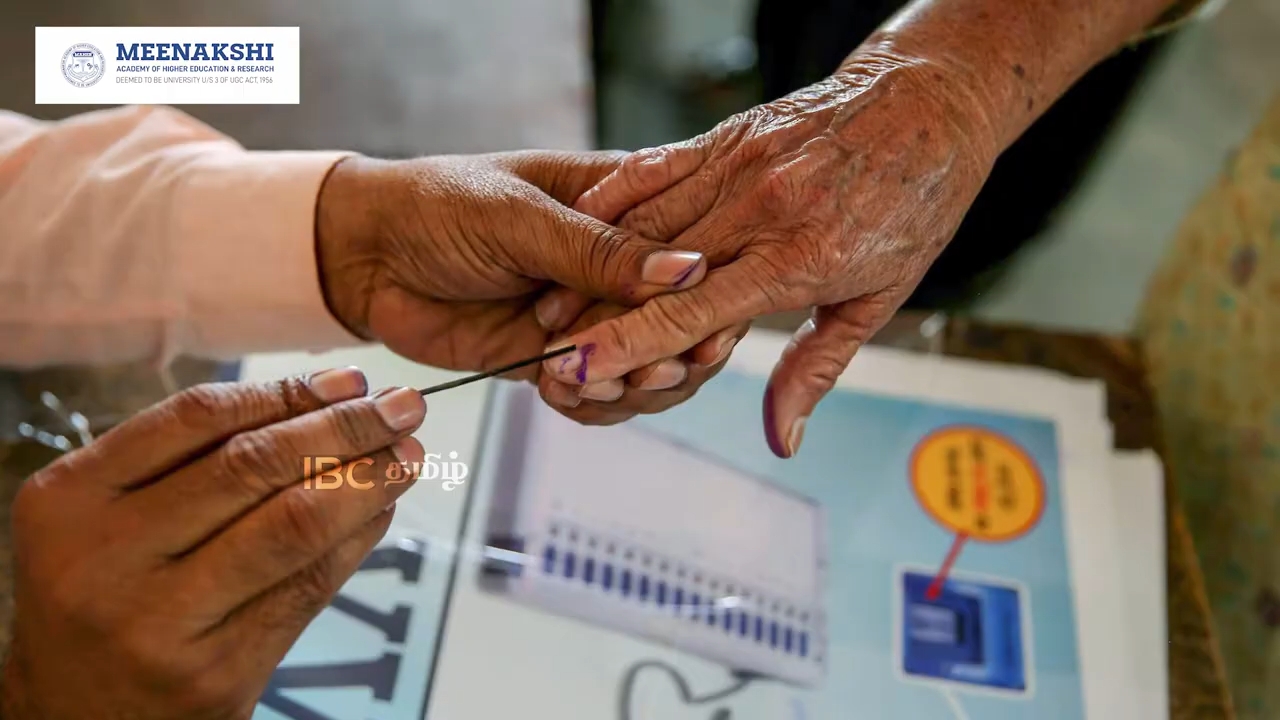 MEENAKSHI
ACADEMY OF HIGHER EDUCATION & RESEARCH
DEEMED TO BE UNIVERSITY U/S 3 OF UGC ACT, 1956
IBC தமிழ்